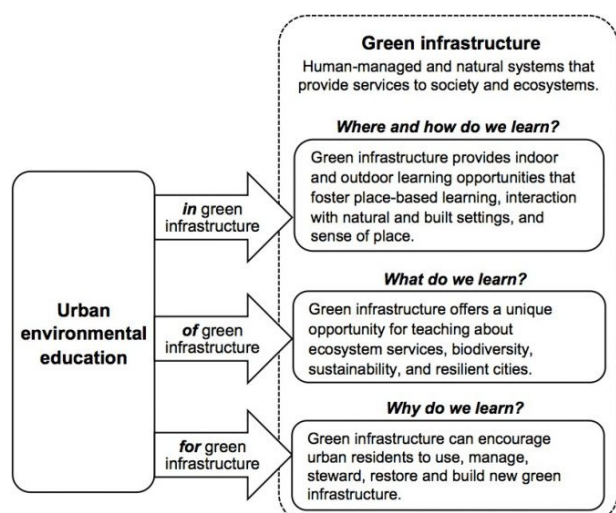 Green infrastructure
Human-managed and natural systems that
provide services to society and ecosystems.
Where and how do we learn?
Green infrastructure provides indoor
and outdoor learning opportunities that
foster place-based learning, interaction
with natural and built settings, and
sense of place.
What do we learn?
Green infrastructure offers a unique
opportunity for teaching about
ecosystem services, biodiversity,
sustainability, and resilient cities.
Why do we learn?
Green infrastructure can encourage
urban residents to use, manage,
steward, restore and build new green
infrastructure.
Urban
environmental
education
in green
infrastructure
of green
infrastructure
for green
infrastructure